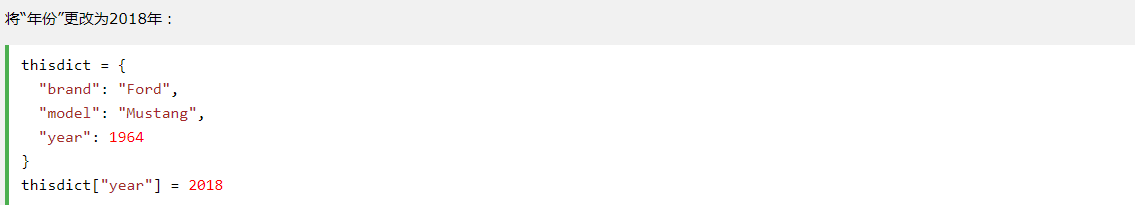 将“年份”更改为2018年：
thisdict = {
  "brand": "Ford",
  "model": "Mustang",
  "year": 1964
}
thisdict["year"] = 2018